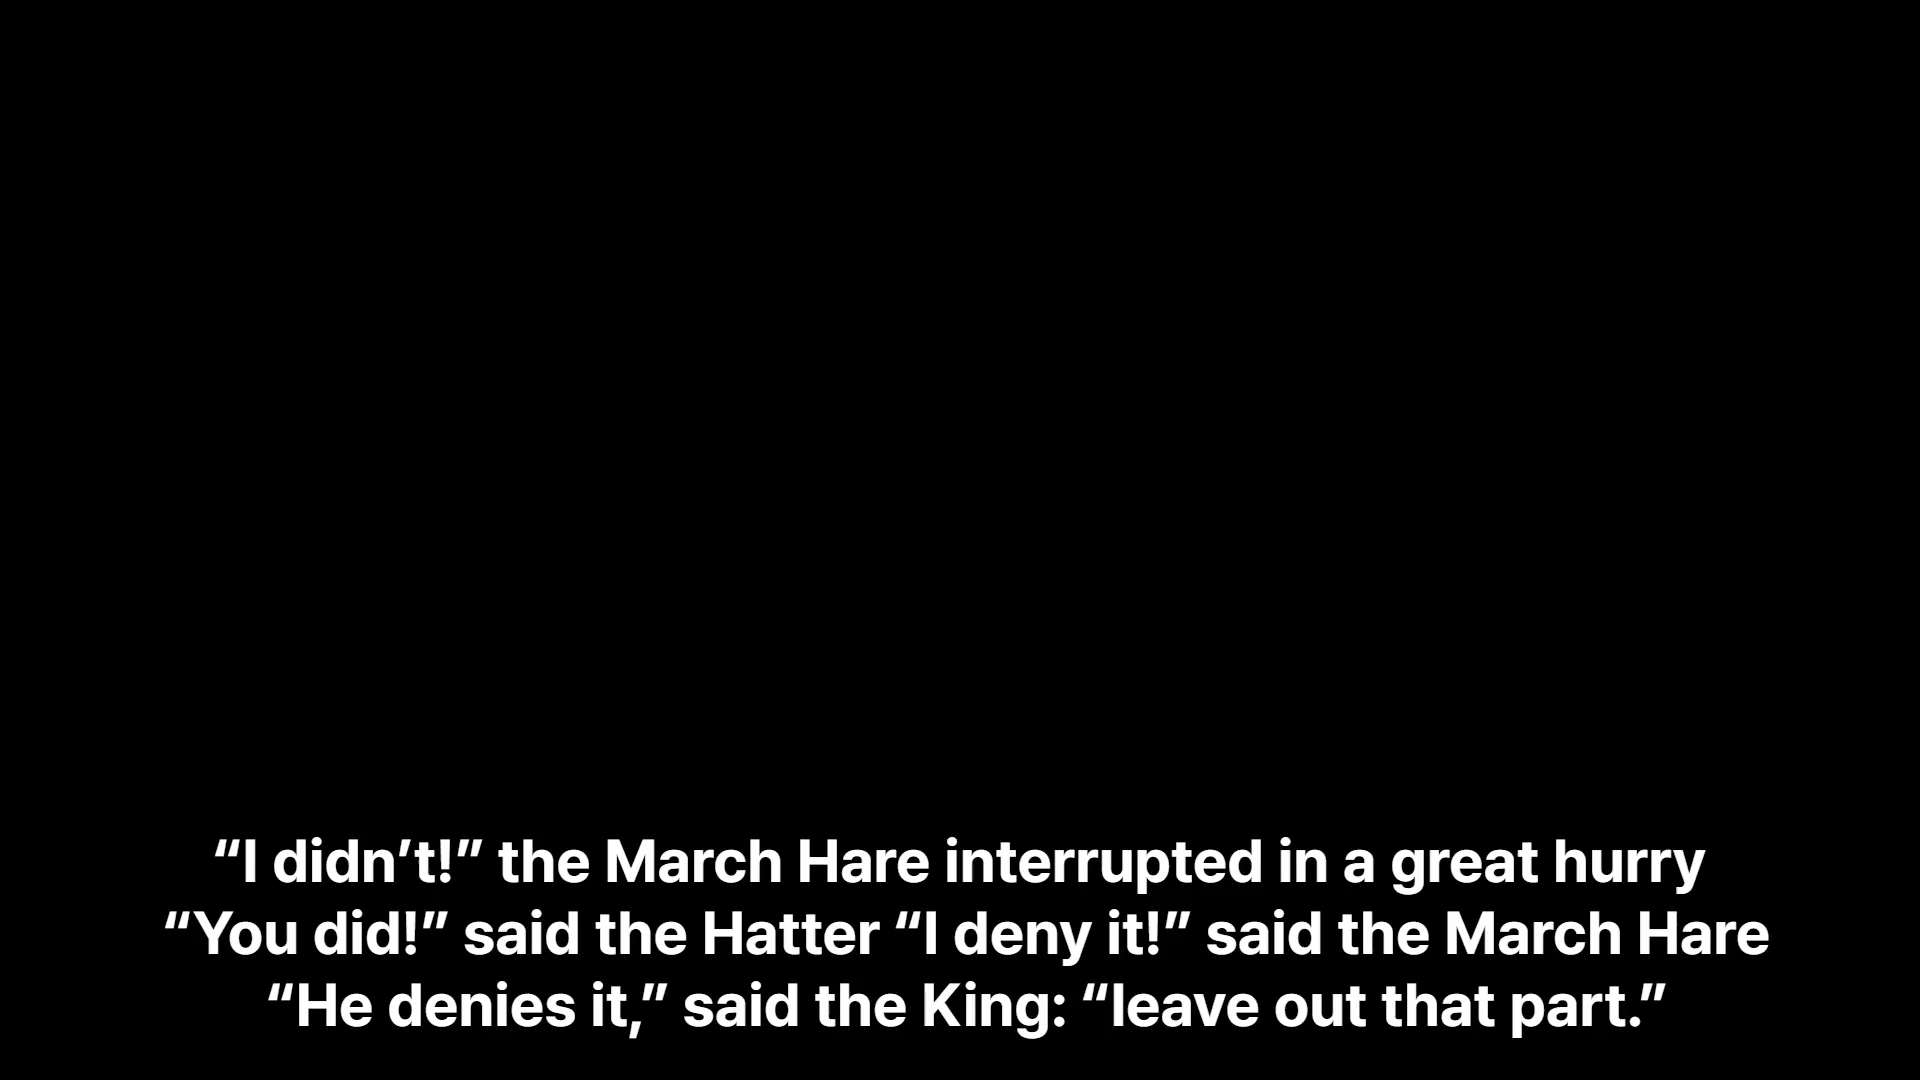 “I didn’t!” the March Hare interrupted in a great hurry
“You did!” said the Hatter “I deny it!” said the March Hare
“He denies it,” said the King: “leave out that part.”